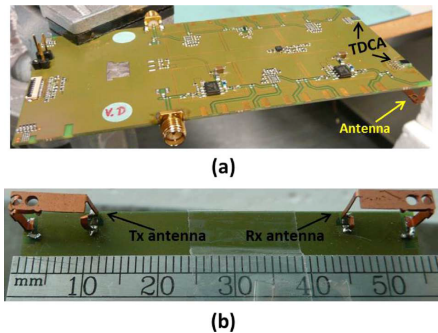 TDCA
V.D
Antenna
(a)
Tx antenna Rx antenna
mm 10 20 30 40 50
(b)